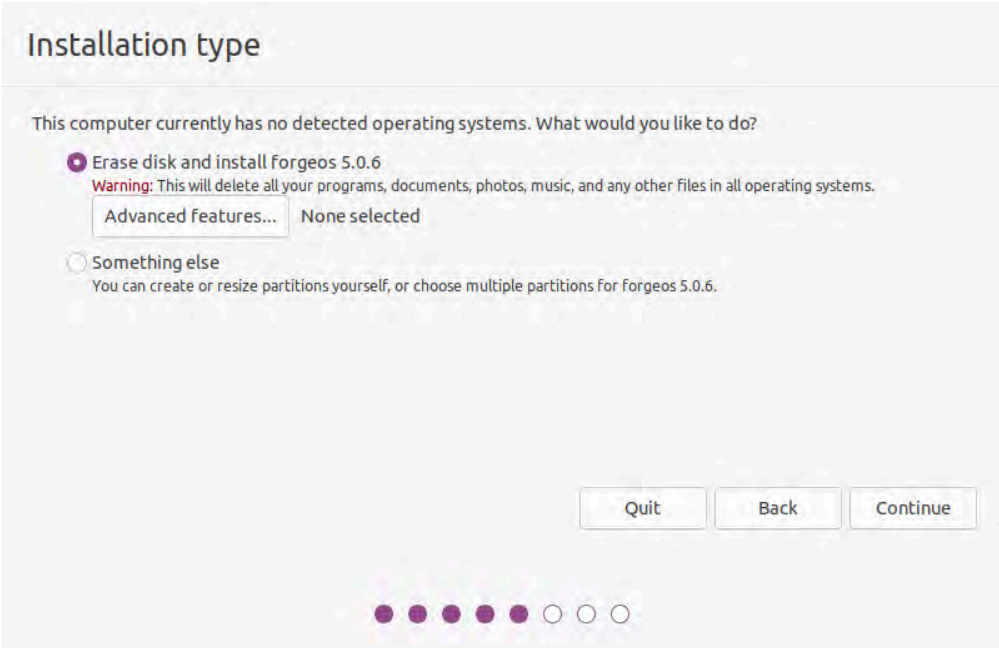 Installation type
This computer currently has no detected operating systems. What would you like to do?
Erase disk and install forgeos 5.0.6
Warning: This will delete all your programs, documents, photos, music, and any other files in all operating systems.
Advanced features... None selected
Something else
You can create or resize partitions yourself, or choose multiple partitions for forgeos 5.0.6.
Quit Back Continue